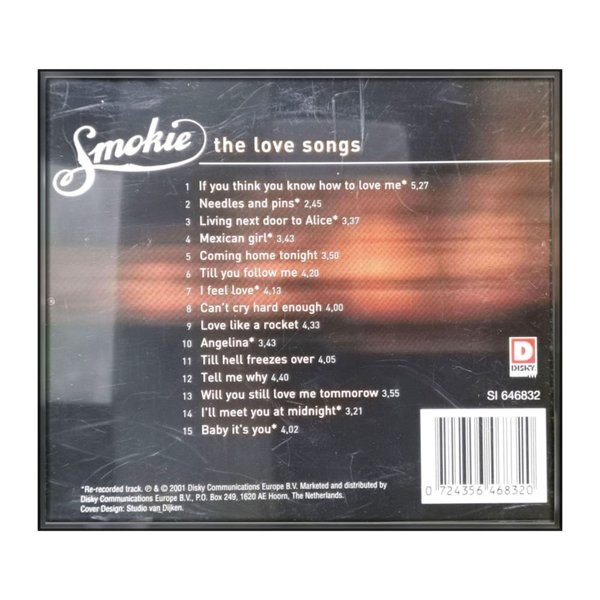 Smokie the love songs
1 If you think you know how to love me* 5,27
2 Needles and pins* 2,45
3 Living next door to Alice* 3,37
4 Mexican girl* 3,43
5 Coming home tonight 3,50
6 Till you follow me 4,20
7 I feel love* 4,13
8 Can't cry hard enough 4,00
9 Love like a rocket 4,33
10 Angelina* 3,43
11 Till hell freezes over 4,05
12 Tell me why 4,40
13 Will you still love me tommorow 3,55
14 I'll meet you at midnight* 3,21
15 Baby it's you* 4,02
D
DISKY
SI 646832
0 724356 468320
*Re-recorded track. ℗ & © 2001 Disky Communications Europe B.V. Marketed and distributed by
Disky Communications Europe B.V., P.O. Box 249, 1620 AE Hoorn, The Netherlands.
Cover Design: Studio van Dijken.